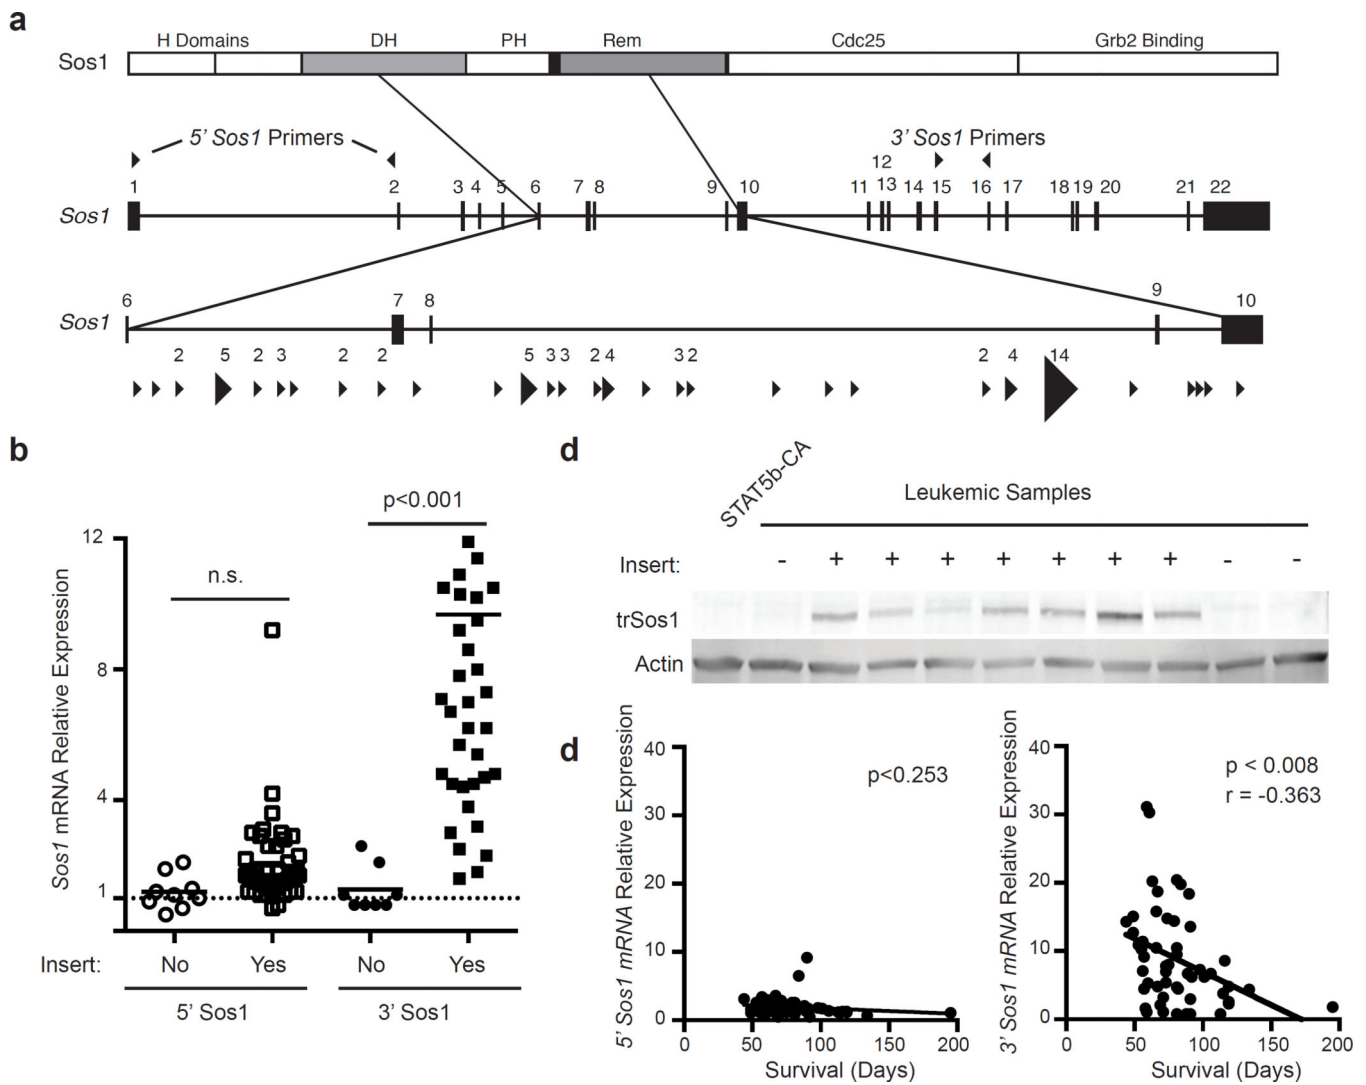 a
H Domains DH PH Rem Cdc25 Grb2 Binding
Sos1
5’ Sos1 Primers 3’ Sos1 Primers
12
1 2 3 4 5 6 7 8 9 10 11 13 14 15 16 17 18 19 20 21 22
Sos1
6 7 8 9 10
Sos1
2 5 2 3 2 2 5 3 3 2 4 3 2 2 4 14
b
p<0.001
n.s.
12
8
4
1
Sos1 mRNA Relative Expression
Insert: No Yes No Yes
5’ Sos1 3’ Sos1
d
STAT5b-CA
Leukemic Samples
Insert: - + + + + + + + - -
trSos1
Actin
d
5’ Sos1 mRNA Relative Expression
40
30
20
10
0
p<0.253
0 50 100 150 200
Survival (Days)
3’ Sos1 mRNA Relative Expression
40
30
20
10
0
p < 0.008
r = -0.363
0 50 100 150 200
Survival (Days)